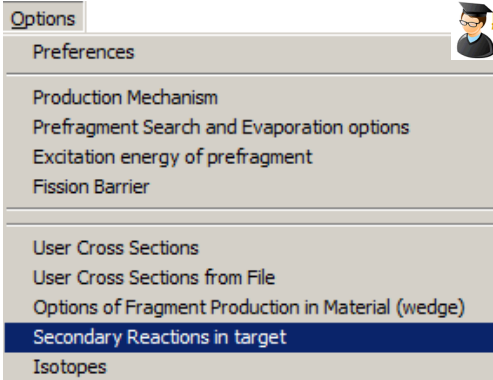 Options
Preferences
Production Mechanism
Prefragment Search and Evaporation options
Excitation energy of prefragment
Fission Barrier
User Cross Sections
User Cross Sections from File
Options of Fragment Production in Material (wedge)
Secondary Reactions in target
Isotopes